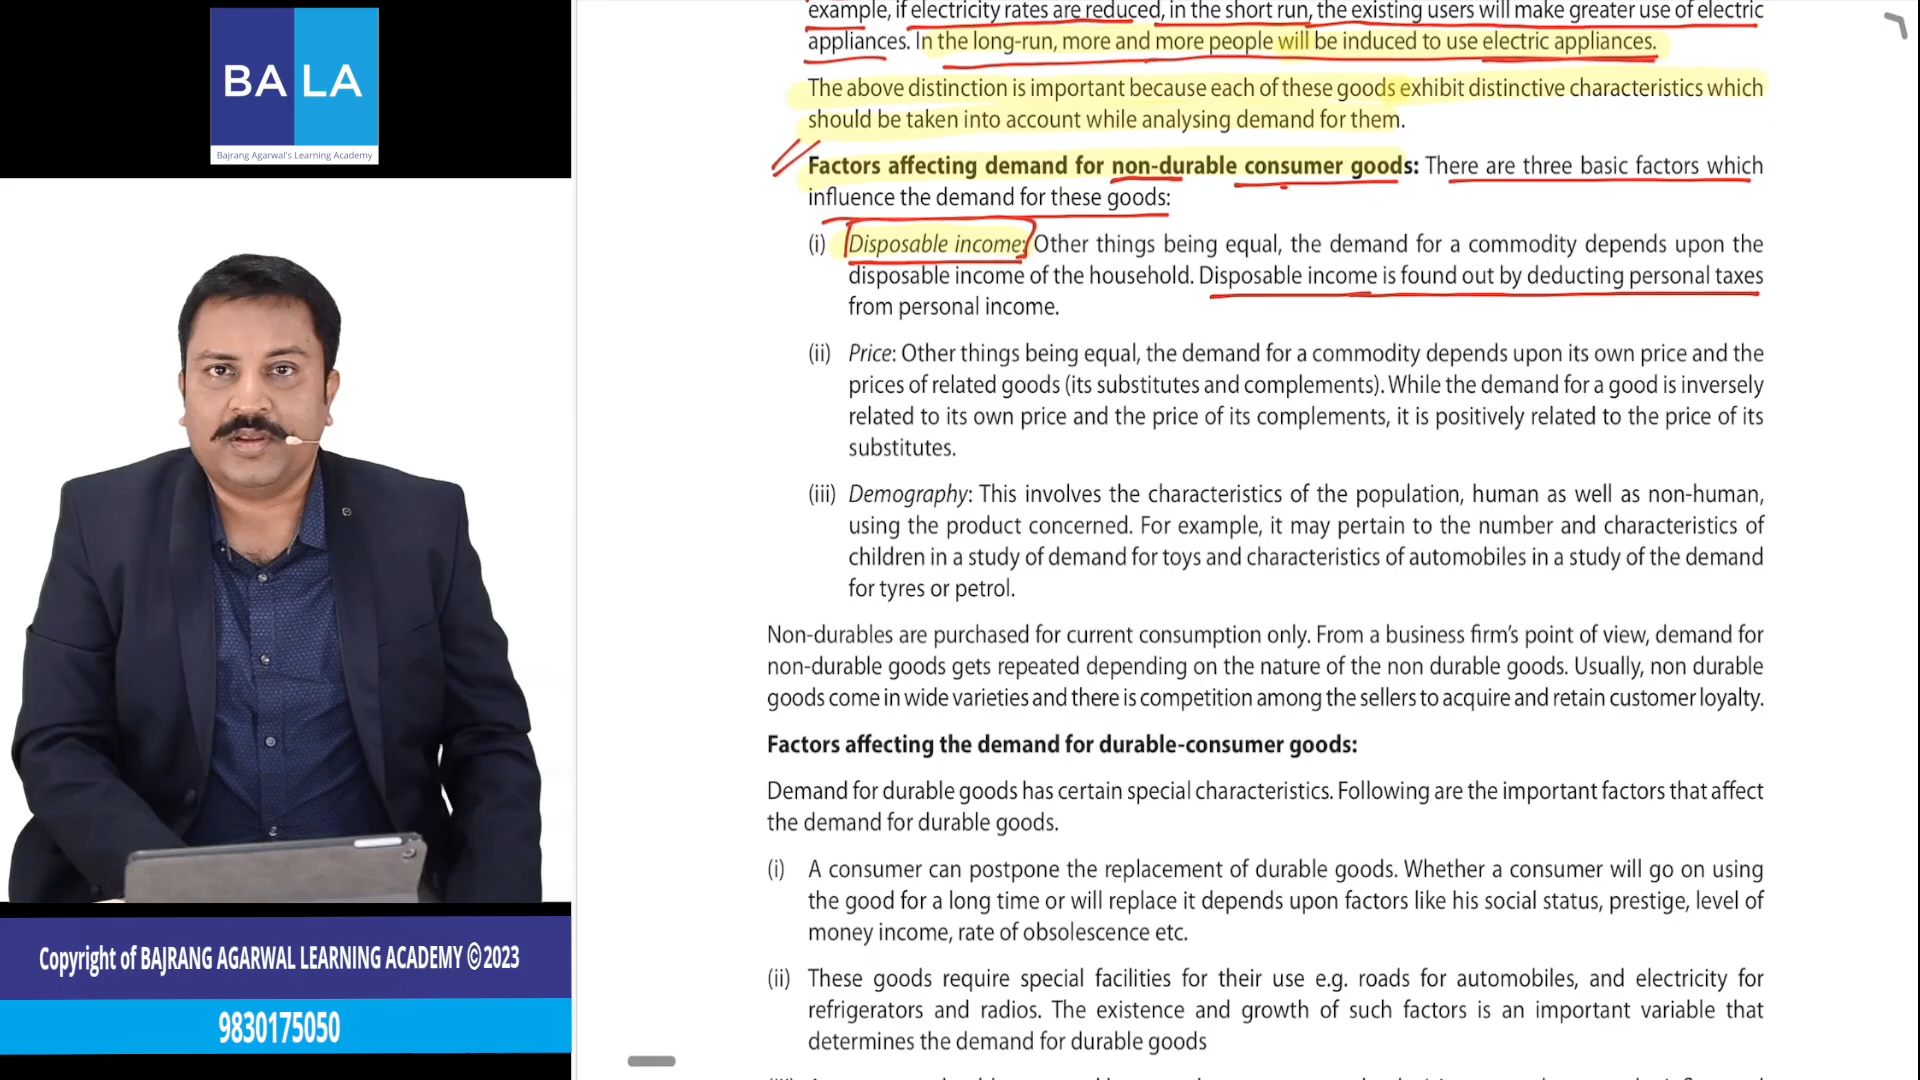 BA LA
Bajrang Agarwal's Learning Academy
Copyright of BAJRANG AGARWAL LEARNING ACADEMY ©2023
9830175050
example, if electricity rates are reduced, in the short run, the existing users will make greater use of electric
appliances. In the long-run, more and more people will be induced to use electric appliances.
The above distinction is important because each of these goods exhibit distinctive characteristics which
should be taken into account while analysing demand for them.
Factors affecting demand for non-durable consumer goods: There are three basic factors which
influence the demand for these goods:
(i) Disposable income: Other things being equal, the demand for a commodity depends upon the
disposable income of the household. Disposable income is found out by deducting personal taxes
from personal income.
(ii) Price: Other things being equal, the demand for a commodity depends upon its own price and the
prices of related goods (its substitutes and complements). While the demand for a good is inversely
related to its own price and the price of its complements, it is positively related to the price of its
substitutes.
(iii) Demography: This involves the characteristics of the population, human as well as non-human,
using the product concerned. For example, it may pertain to the number and characteristics of
children in a study of demand for toys and characteristics of automobiles in a study of the demand
for tyres or petrol.
Non-durables are purchased for current consumption only. From a business firm's point of view, demand for
non-durable goods gets repeated depending on the nature of the non durable goods. Usually, non durable
goods come in wide varieties and there is competition among the sellers to acquire and retain customer loyalty.
Factors affecting the demand for durable-consumer goods:
Demand for durable goods has certain special characteristics. Following are the important factors that affect
the demand for durable goods.
(i) A consumer can postpone the replacement of durable goods. Whether a consumer will go on using
the good for a long time or will replace it depends upon factors like his social status, prestige, level of
money income, rate of obsolescence etc.
(ii) These goods require special facilities for their use e.g. roads for automobiles, and electricity for
refrigerators and radios. The existence and growth of such factors is an important variable that
determines the demand for durable goods